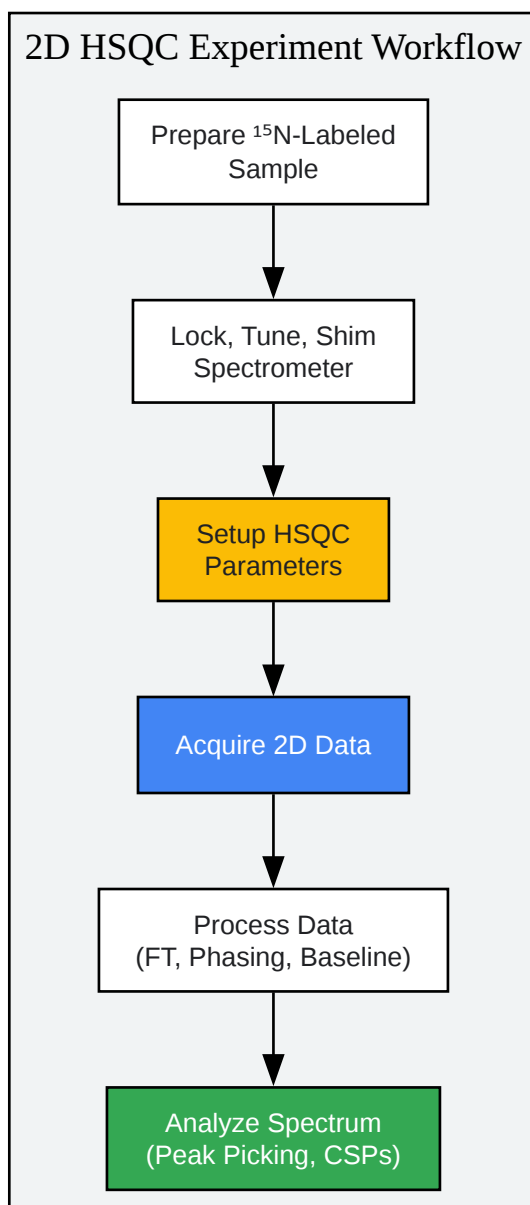 2D HSQC Experiment Workflow
Prepare ¹⁵N-Labeled
Sample
Lock, Tune, Shim
Spectrometer
Setup HSQC
Parameters
Acquire 2D Data
Process Data
(FT, Phasing, Baseline)
Analyze Spectrum
(Peak Picking, CSPs)